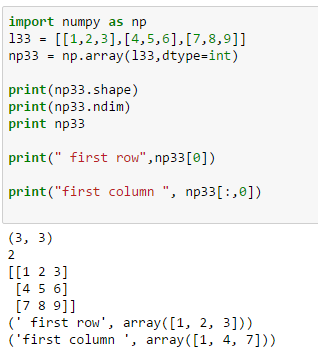 import numpy as np
l33 = [[1,2,3],[4,5,6],[7,8,9]]
np33 = np.array(l33,dtype=int)
print(np33.shape)
print(np33.ndim)
print np33
print(" first row",np33[0])
print("first column ", np33[:,0])
(3, 3)
2
[[1 2 3]
 [4 5 6]
 [7 8 9]]
(' first row', array([1, 2, 3]))
('first column ', array([1, 4, 7]))